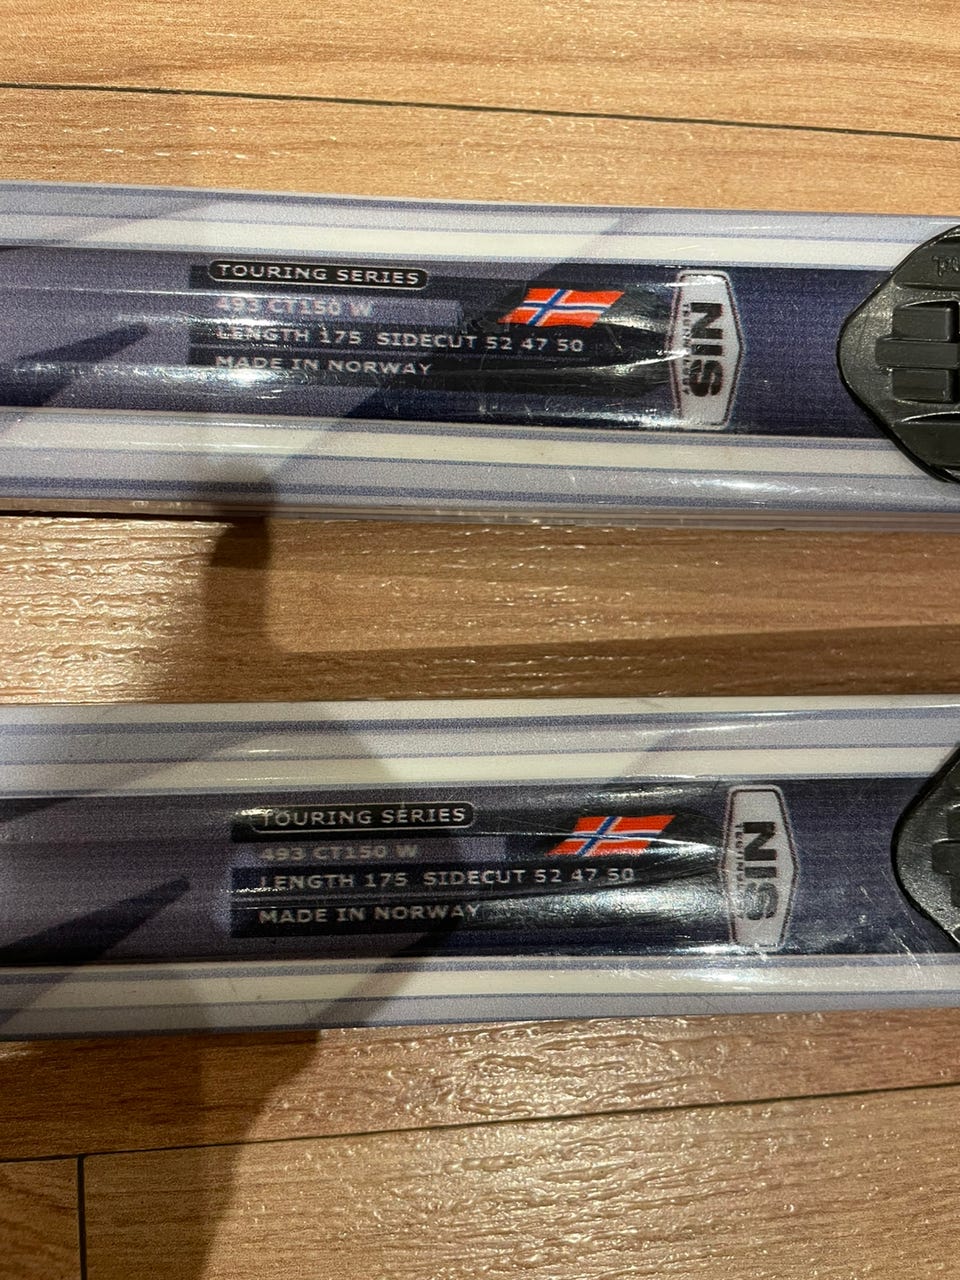 TOURING SERIES
493 CT150 W
LENGTH 175 SIDECUT 52 47 50
MADE IN NORWAY
NIS
TECHNOLOGY
TOURING SERIES
493 CT150 W
LENGTH 175 SIDECUT 52 47 50
MADE IN NORWAY
NIS